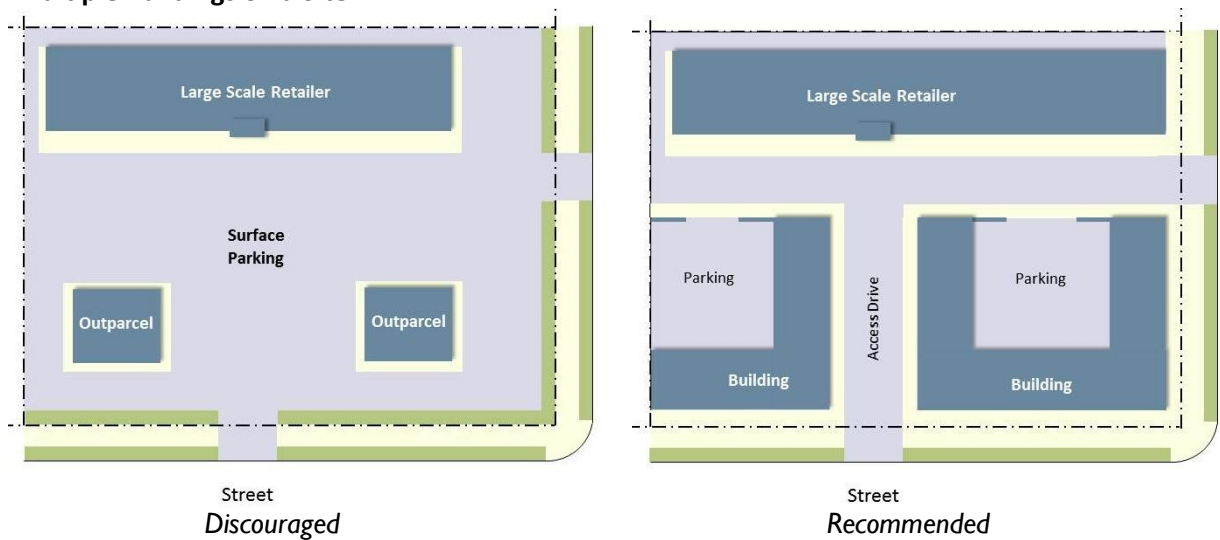 Large Scale Retailer
Surface
Parking
Outparcel
Outparcel
Street
Discouraged
Large Scale Retailer
Parking
Access Drive
Parking
Building
Building
Street
Recommended